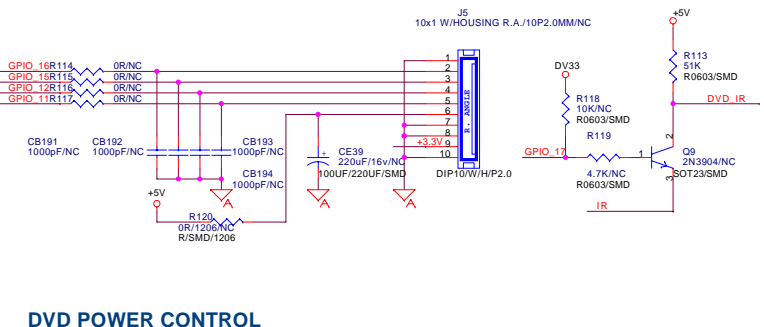 J5
10x1 W/HOUSING R.A./10P2.0MM/NC
+5V
R113
51K
R0603/SMD
DV33
GPIO_16 R114 0R/NC
GPIO_15 R115 0R/NC
GPIO_12 R116 0R/NC
GPIO_11 R117 0R/NC
1
2
3
4
5
6
7
8
9
10
R. ANGLE
+3.3V
DIP10/W/H/P2.0
R118
10K/NC
R0603/SMD
DVD_IR
R119
GPIO_17
4.7K/NC
R0603/SMD
1
2
3
Q9
2N3904/NC
SOT23/SMD
IR
CB191
1000pF/NC
CB192
1000pF/NC
CB193
1000pF/NC
CB194
1000pF/NC
+
CE39
220uF/16v/NC
100UF/220UF/SMD
A
A
A
+5V
R120
0R/1206/NC
R/SMD/1206
DVD POWER CONTROL